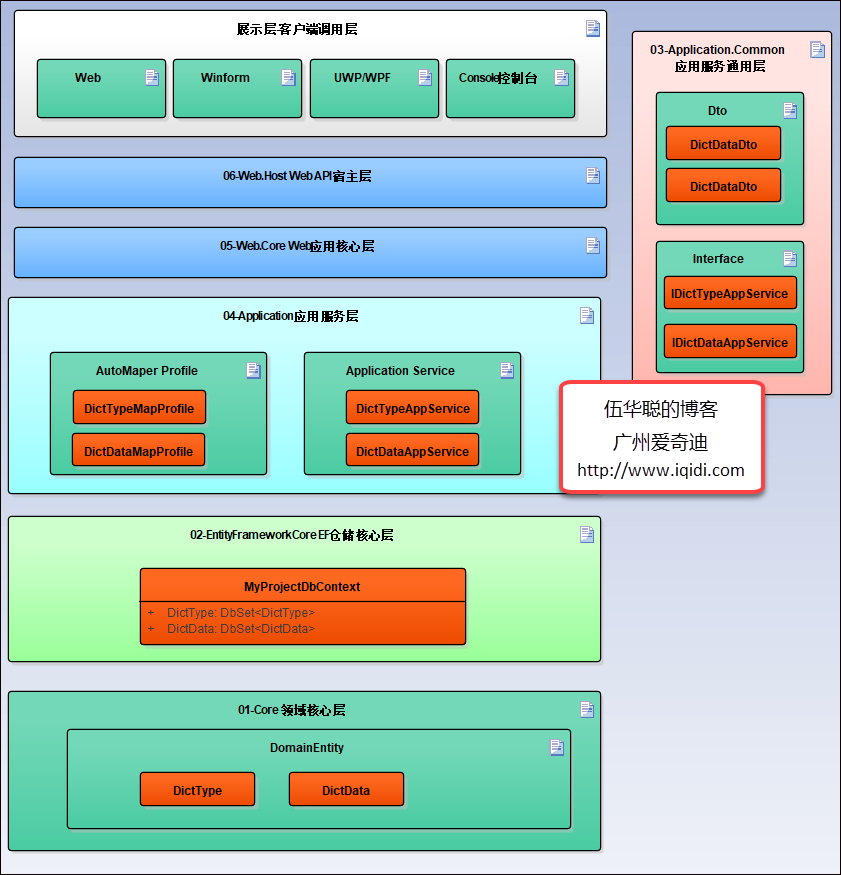 展示层客户端调用层
Web
Winform
UWP/WPF
Console控制台
06-Web.Host Web API宿主层
05-Web.Core Web应用核心层
04-Application应用服务层
AutoMaper Profile
DictTypeMapProfile
DictDataMapProfile
Application Service
DictTypeAppService
DictDataAppService
02-EntityFrameworkCore EF仓储核心层
MyProjectDbContext
+ DictType: DbSet<DictType>
+ DictData: DbSet<DictData>
01-Core 领域核心层
DomainEntity
DictType
DictData
03-Application.Common
应用服务通用层
Dto
DictDataDto
DictDataDto
Interface
IDictTypeAppService
IDictDataAppService
伍华聪的博客
广州爱奇迪
http://www.iqidi.com